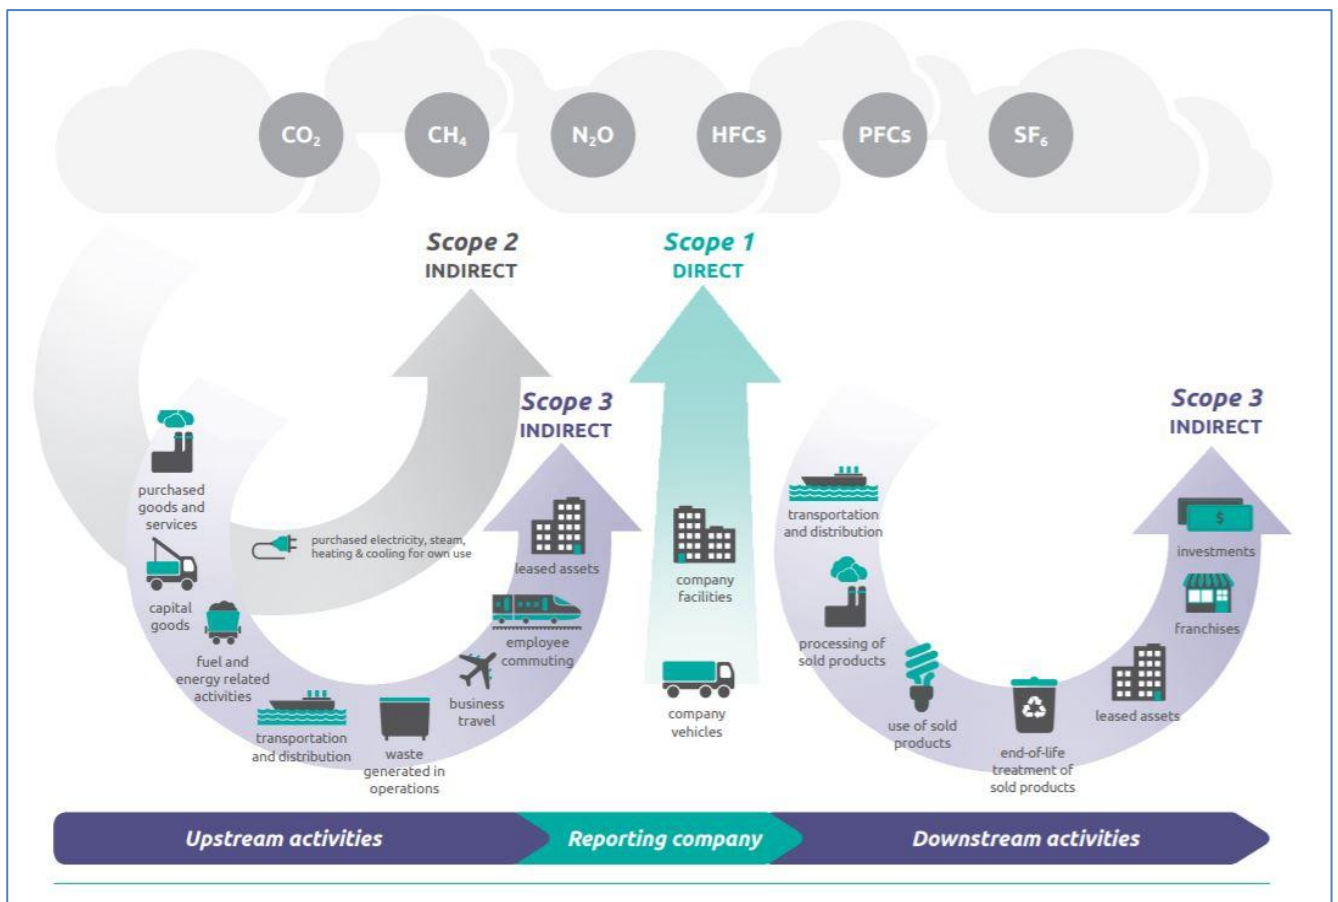 CO₂
CH₄
N₂O
HFCs
PFCs
SF₆
Scope 2
INDIRECT
Scope 1
DIRECT
Scope 3
INDIRECT
Scope 3
INDIRECT
purchased
goods and
services
capital
goods
fuel and
energy related
activities
transportation
and distribution
waste
generated in
operations
business
travel
employee
commuting
leased assets
purchased electricity, steam,
heating & cooling for own use
company
facilities
company
vehicles
transportation
and distribution
processing of
sold products
use of sold
products
end-of-life
treatment of
sold products
leased assets
franchises
investments
$
Upstream activities
Reporting company
Downstream activities